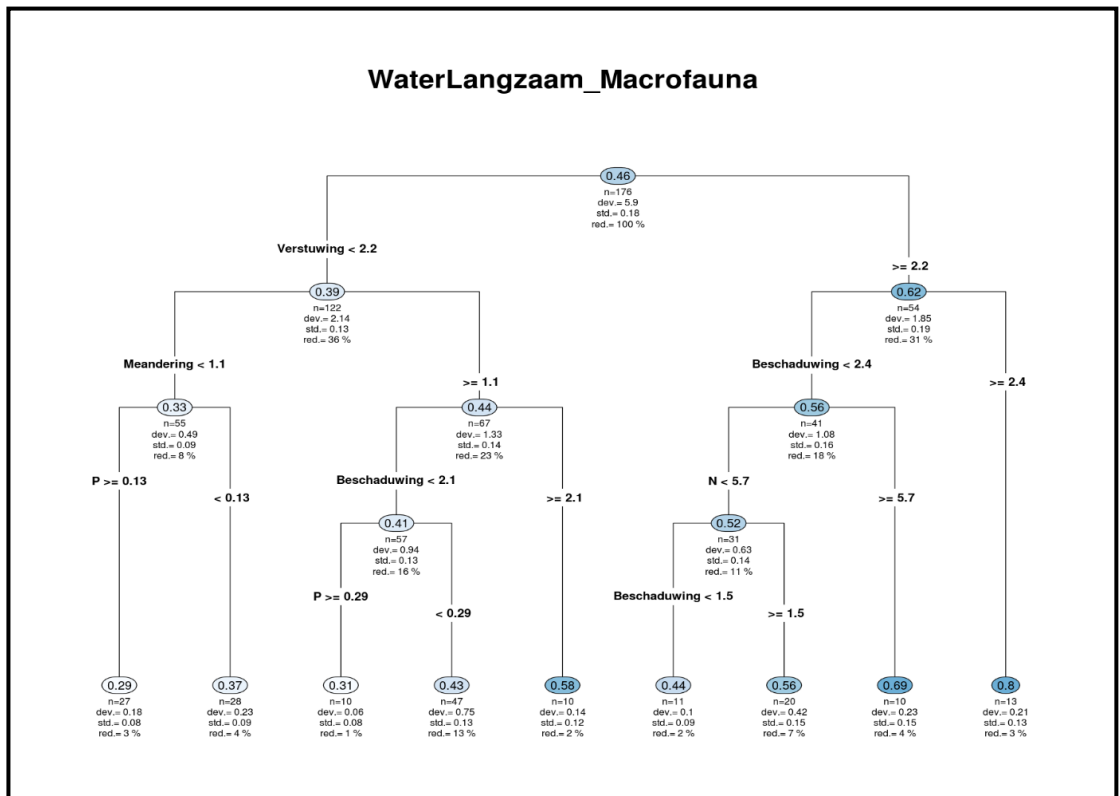 WaterLangzaam_Macrofauna
0.46
n=176
dev.= 5.9
std.= 0.18
red.= 100 %
Verstuwing < 2.2
>= 2.2
0.39
n=122
dev.= 2.14
std.= 0.13
red.= 36 %
0.62
n=54
dev.= 1.85
std.= 0.19
red.= 31 %
Meandering < 1.1
>= 1.1
Beschaduwing < 2.4
>= 2.4
0.33
n=55
dev.= 0.49
std.= 0.09
red.= 8 %
0.44
n=67
dev.= 1.33
std.= 0.14
red.= 23 %
0.56
n=41
dev.= 1.08
std.= 0.16
red.= 18 %
P >= 0.13
< 0.13
Beschaduwing < 2.1
>= 2.1
N < 5.7
>= 5.7
0.41
n=57
dev.= 0.94
std.= 0.13
red.= 16 %
0.52
n=31
dev.= 0.63
std.= 0.14
red.= 11 %
P >= 0.29
< 0.29
Beschaduwing < 1.5
>= 1.5
0.29
n=27
dev.= 0.18
std.= 0.08
red.= 3 %
0.37
n=28
dev.= 0.23
std.= 0.09
red.= 4 %
0.31
n=10
dev.= 0.06
std.= 0.08
red.= 1 %
0.43
n=47
dev.= 0.75
std.= 0.13
red.= 13 %
0.58
n=10
dev.= 0.14
std.= 0.12
red.= 2 %
0.44
n=11
dev.= 0.1
std.= 0.09
red.= 2 %
0.56
n=20
dev.= 0.42
std.= 0.15
red.= 7 %
0.69
n=10
dev.= 0.23
std.= 0.15
red.= 4 %
0.8
n=13
dev.= 0.21
std.= 0.13
red.= 3 %